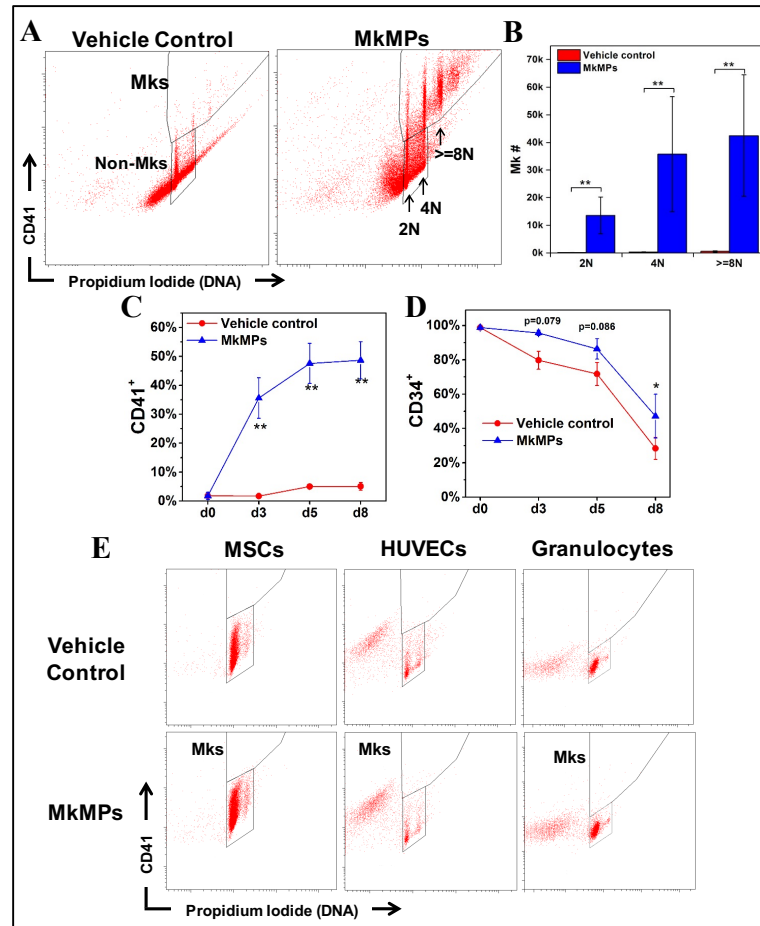 A
Vehicle Control
MkMPs
Mks
Non-Mks
>=8N
4N
2N
CD41
Propidium Iodide (DNA)
B
Vehicle control
MkMPs
70k
60k
50k
40k
30k
20k
10k
0k
Mk #
**
**
**
2N
4N
>=8N
C
Vehicle control
MkMPs
60%
50%
40%
30%
20%
10%
0%
CD41+
**
**
**
d0
d3
d5
d8
D
100%
80%
60%
40%
20%
0%
CD34+
p=0.079
p=0.086
*
Vehicle control
MkMPs
d0
d3
d5
d8
E
MSCs
HUVECs
Granulocytes
Vehicle
Control
MkMPs
Mks
Mks
Mks
CD41
Propidium Iodide (DNA)